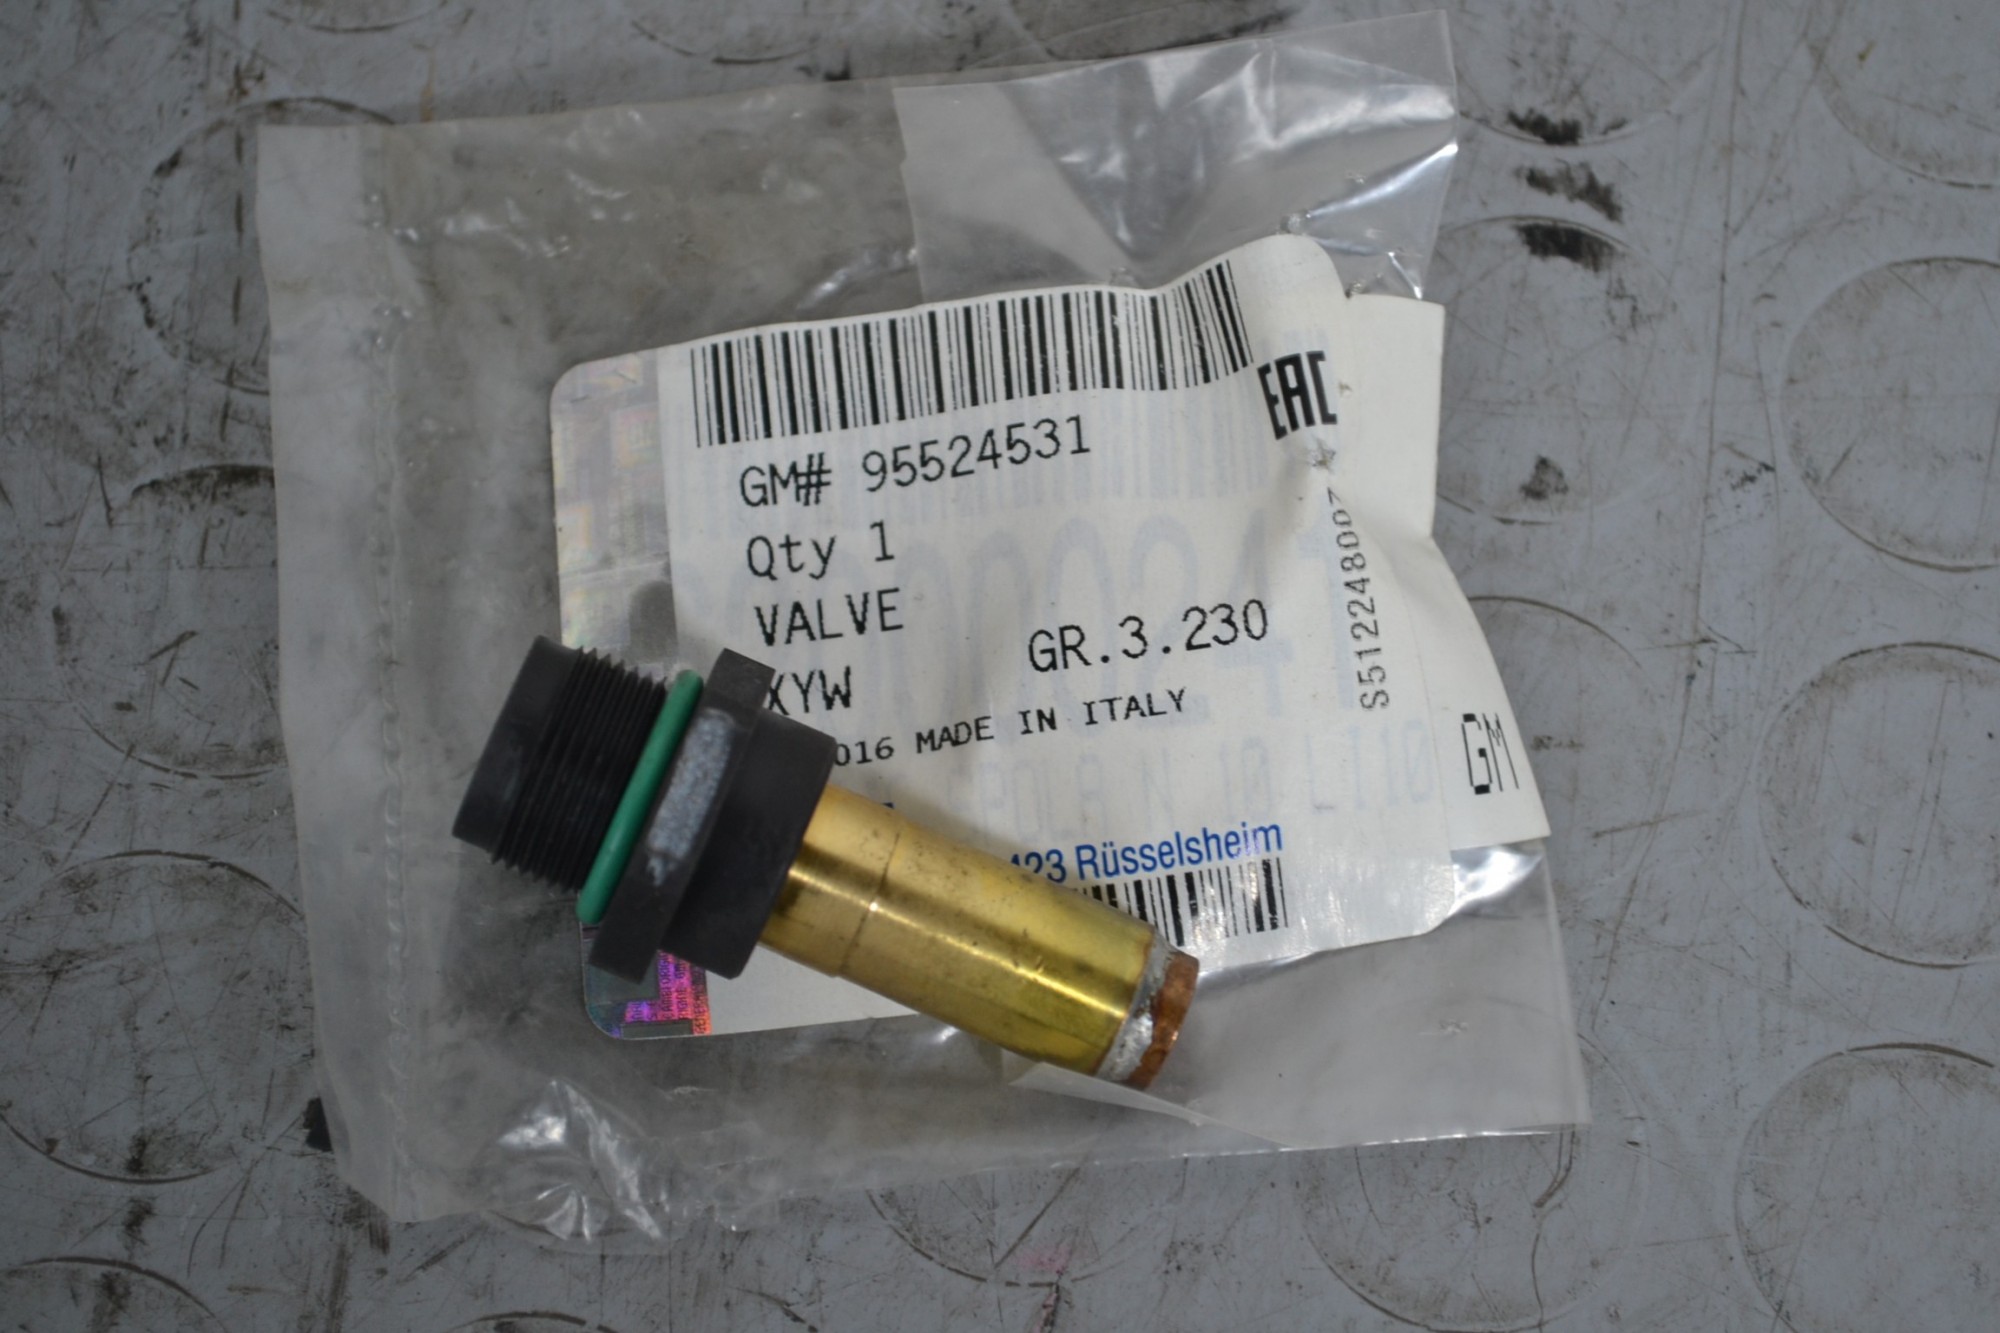 GM# 95524531
EAC
Qty 1
VALVE
GR.3.230
XYW
016 MADE IN ITALY
423 Rüsselsheim
S51224800
GM